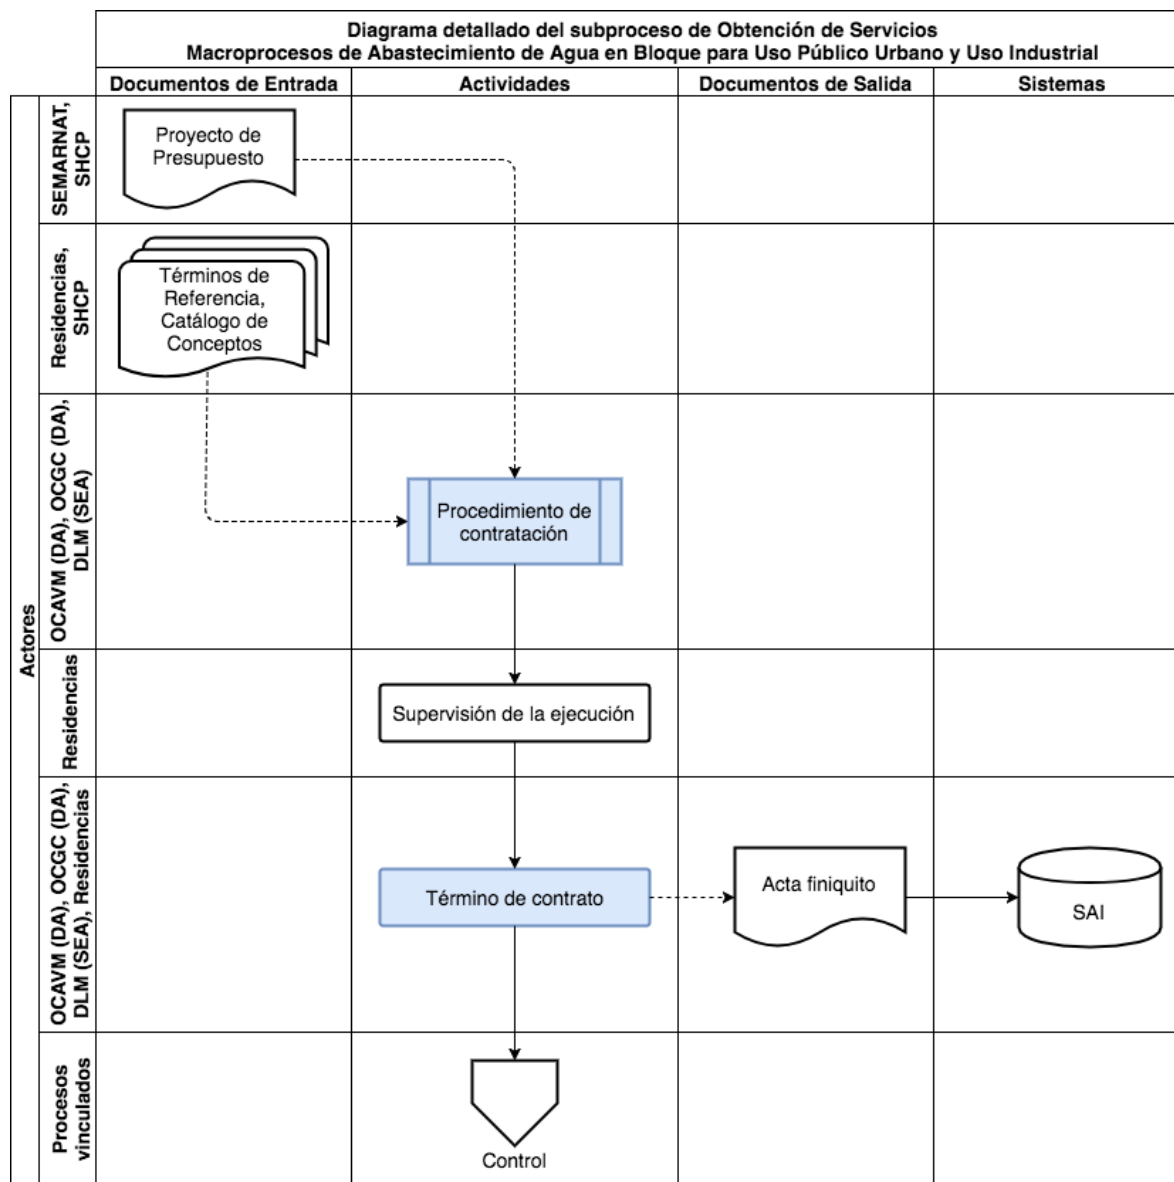 Diagrama detallado del subproceso de Obtención de Servicios
Macroprocesos de Abastecimiento de Agua en Bloque para Uso Público Urbano y Uso Industrial
Documentos de Entrada
Actividades
Documentos de Salida
Sistemas
Actores
SEMARNAT,
SHCP
Proyecto de
Presupuesto
Residencias,
SHCP
Términos de
Referencia,
Catálogo de
Conceptos
OCAVM (DA), OCGC (DA),
DLM (SEA)
Procedimiento de
contratación
Residencias
Supervisión de la ejecución
OCAVM (DA), OCGC (DA),
DLM (SEA), Residencias
Término de contrato
Acta finiquito
SAI
Procesos
vinculados
Control